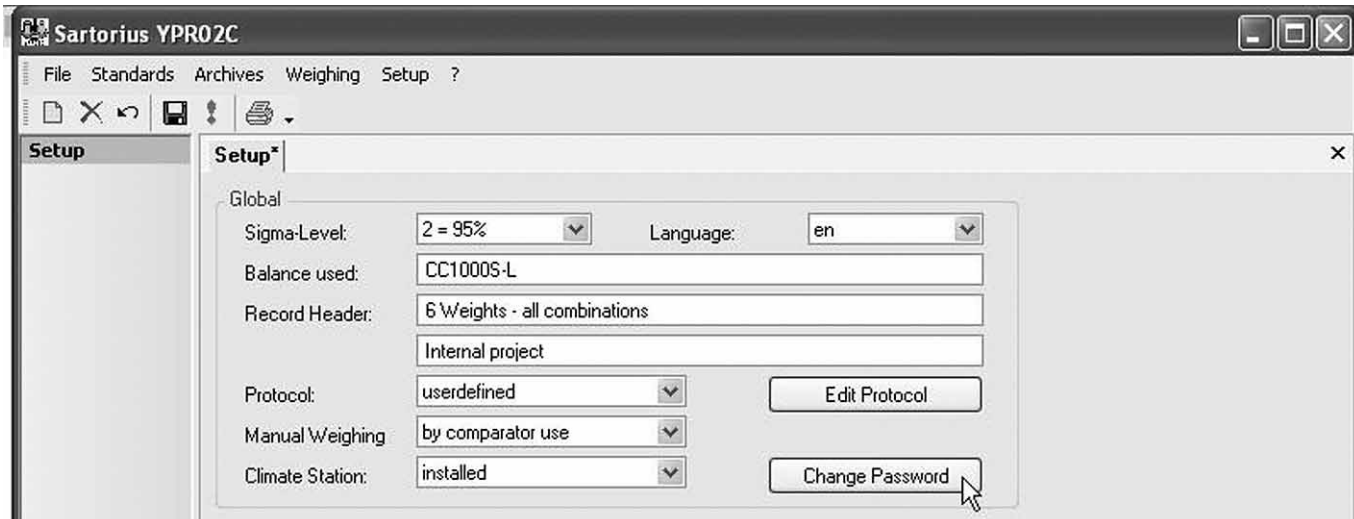 Sartorius YPR02C
File Standards Archives Weighing Setup ?
Setup
Setup*
Global
Sigma-Level: 2 = 95% Language: en
Balance used: CC1000S-L
Record Header: 6 Weights - all combinations
Internal project
Protocol: userdefined Edit Protocol
Manual Weighing by comparator use
Climate Station: installed Change Password